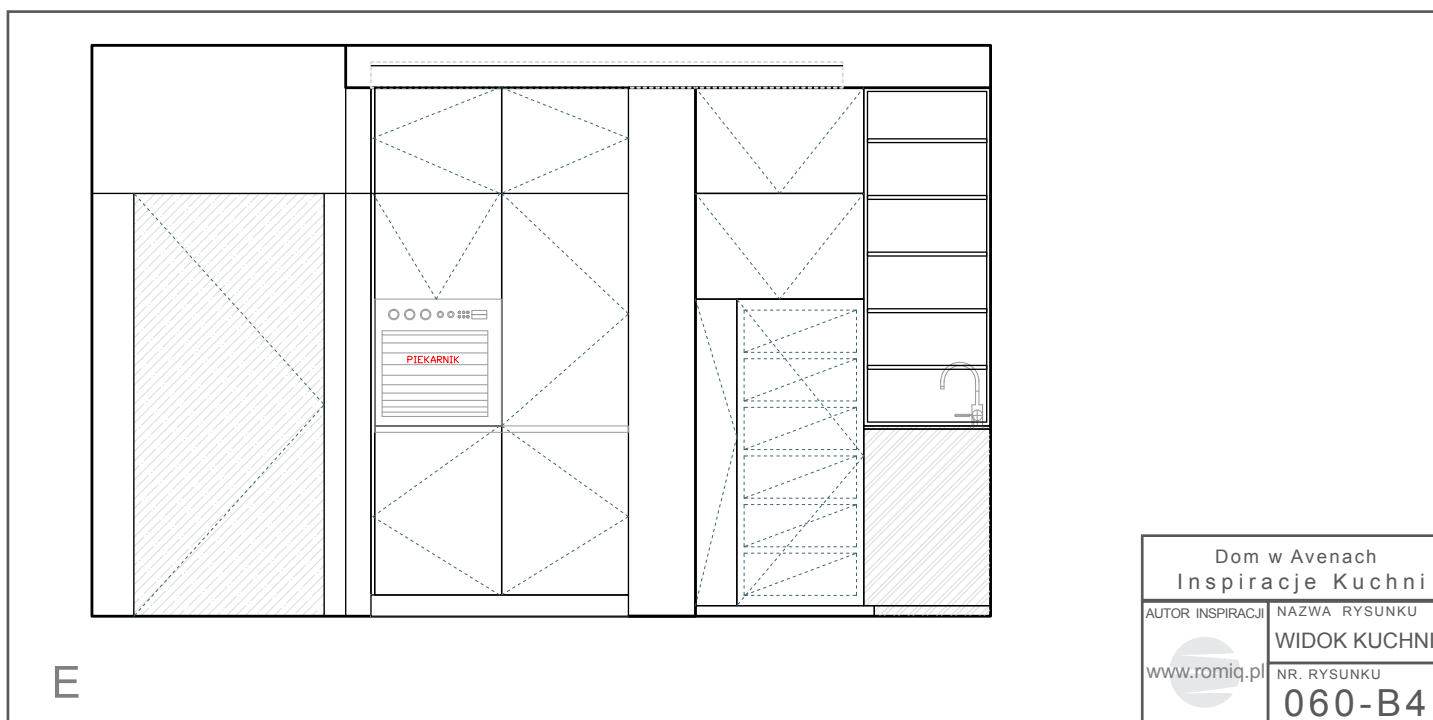 PIEKARNIK
E
Dom w Avenach
Inspiracje Kuchni
AUTOR INSPIRACJI
www.romiq.pl
NAZWA RYSUNKU
WIDOK KUCHNI
NR. RYSUNKU
060-B4